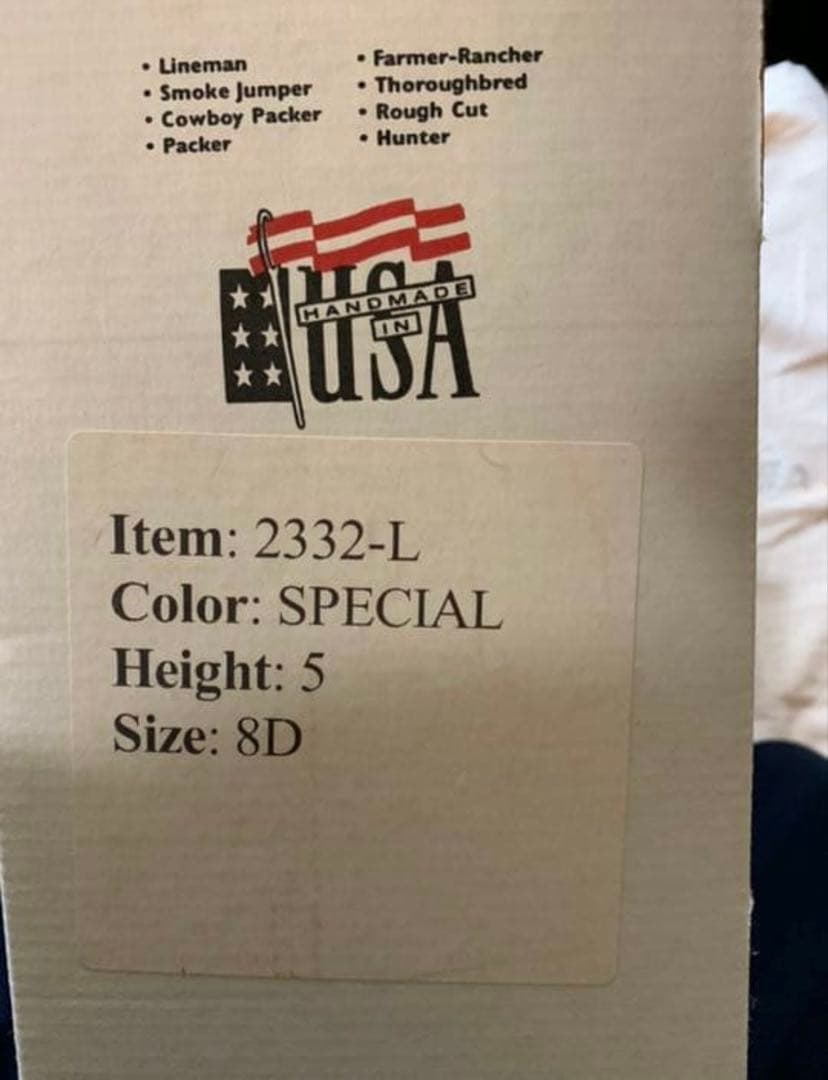 • Lineman
• Smoke Jumper
• Cowboy Packer
• Packer
• Farmer-Rancher
• Thoroughbred
• Rough Cut
• Hunter
HANDMADE
IN
USA
Item: 2332-L
Color: SPECIAL
Height: 5
Size: 8D